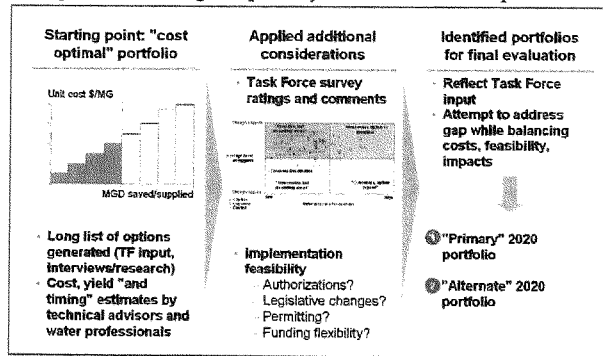 Starting point: "cost
optimal" portfolio
Unit cost $/MG
MGD saved/supplied
Long list of options
generated (TF input,
interviews/research)
Cost, yield "and
timing" estimates by
technical advisors and
water professionals
Applied additional
considerations
Task Force survey
ratings and comments
Implementation
feasibility
- Authorizations?
- Legislative changes?
- Permitting?
- Funding flexibility?
Identified portfolios
for final evaluation
Reflect Task Force
input
Attempt to address
gap while balancing
costs, feasibility,
impacts
1 "Primary" 2020
portfolio
2 "Alternate" 2020
portfolio